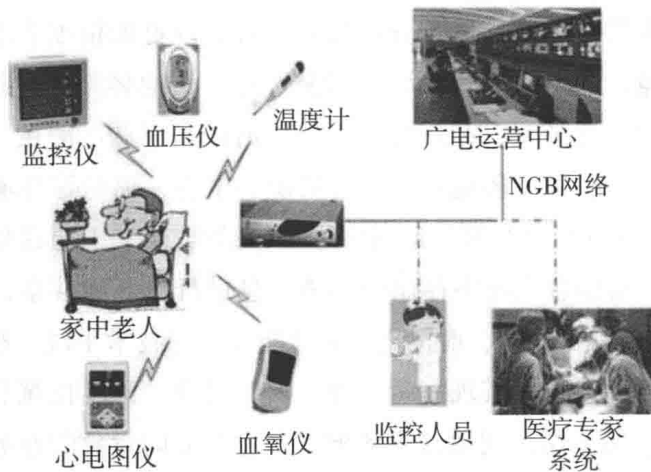 监控仪
血压仪
温度计
广电运营中心
NGB网络
家中老人
心电图仪
血氧仪
监控人员
医疗专家
系统